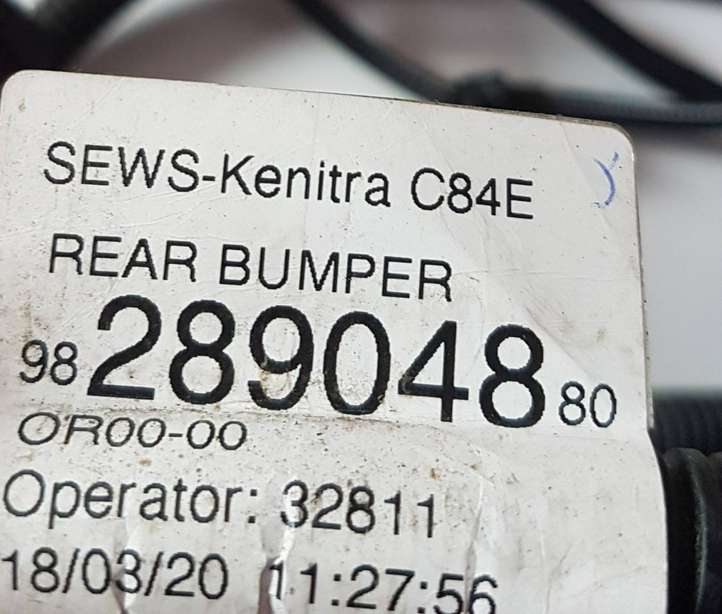 SEWS-Kenitra C84E
REAR BUMPER
98 289048 80
OR00-00
Operator: 32811
18/03/20 11:27:56